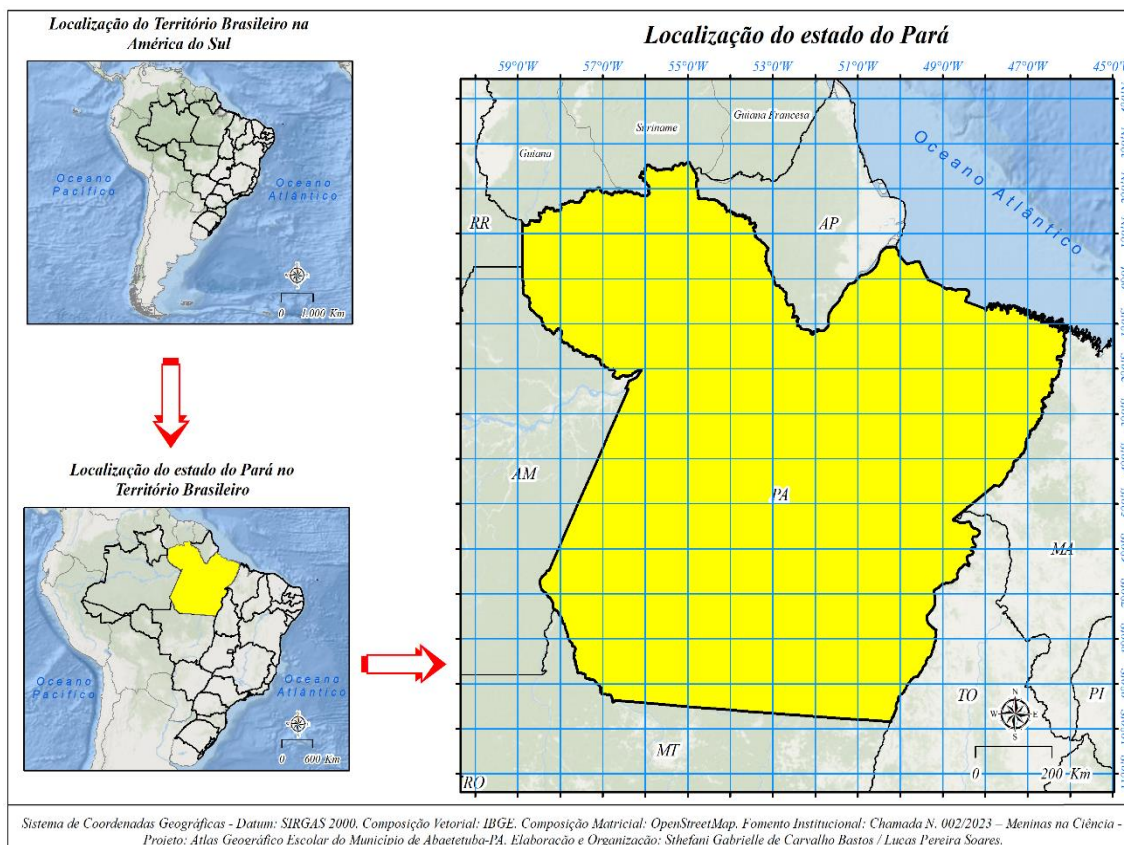 Localização do Território Brasileiro na
América do Sul
Oceano
Pacífico
Oceano
Atlântico
0 1.000 Km
Localização do estado do Pará no
Território Brasileiro
Oceano
Pacífico
Oceano
Atlântico
0 600 Km
Localização do estado do Pará
59°0'W 57°0'W 55°0'W 53°0'W 51°0'W 49°0'W 47°0'W 45°0'W
Guiana
Suriname
Guiana Francesa
Oceano Atlântico
RR
AP
AM
PA
MA
TO
PI
MT
RO
N
W E
S
0 200 Km
Sistema de Coordenadas Geográficas - Datum: SIRGAS 2000. Composição Vetorial: IBGE. Composição Matricial: OpenStreetMap. Fomento Institucional: Chamada N. 002/2023 – Meninas na Ciência -
Projeto: Atlas Geográfico Escolar do Município de Abaetetuba-PA. Elaboração e Organização: Sthefani Gabrielle de Carvalho Bastos / Lucas Pereira Soares.